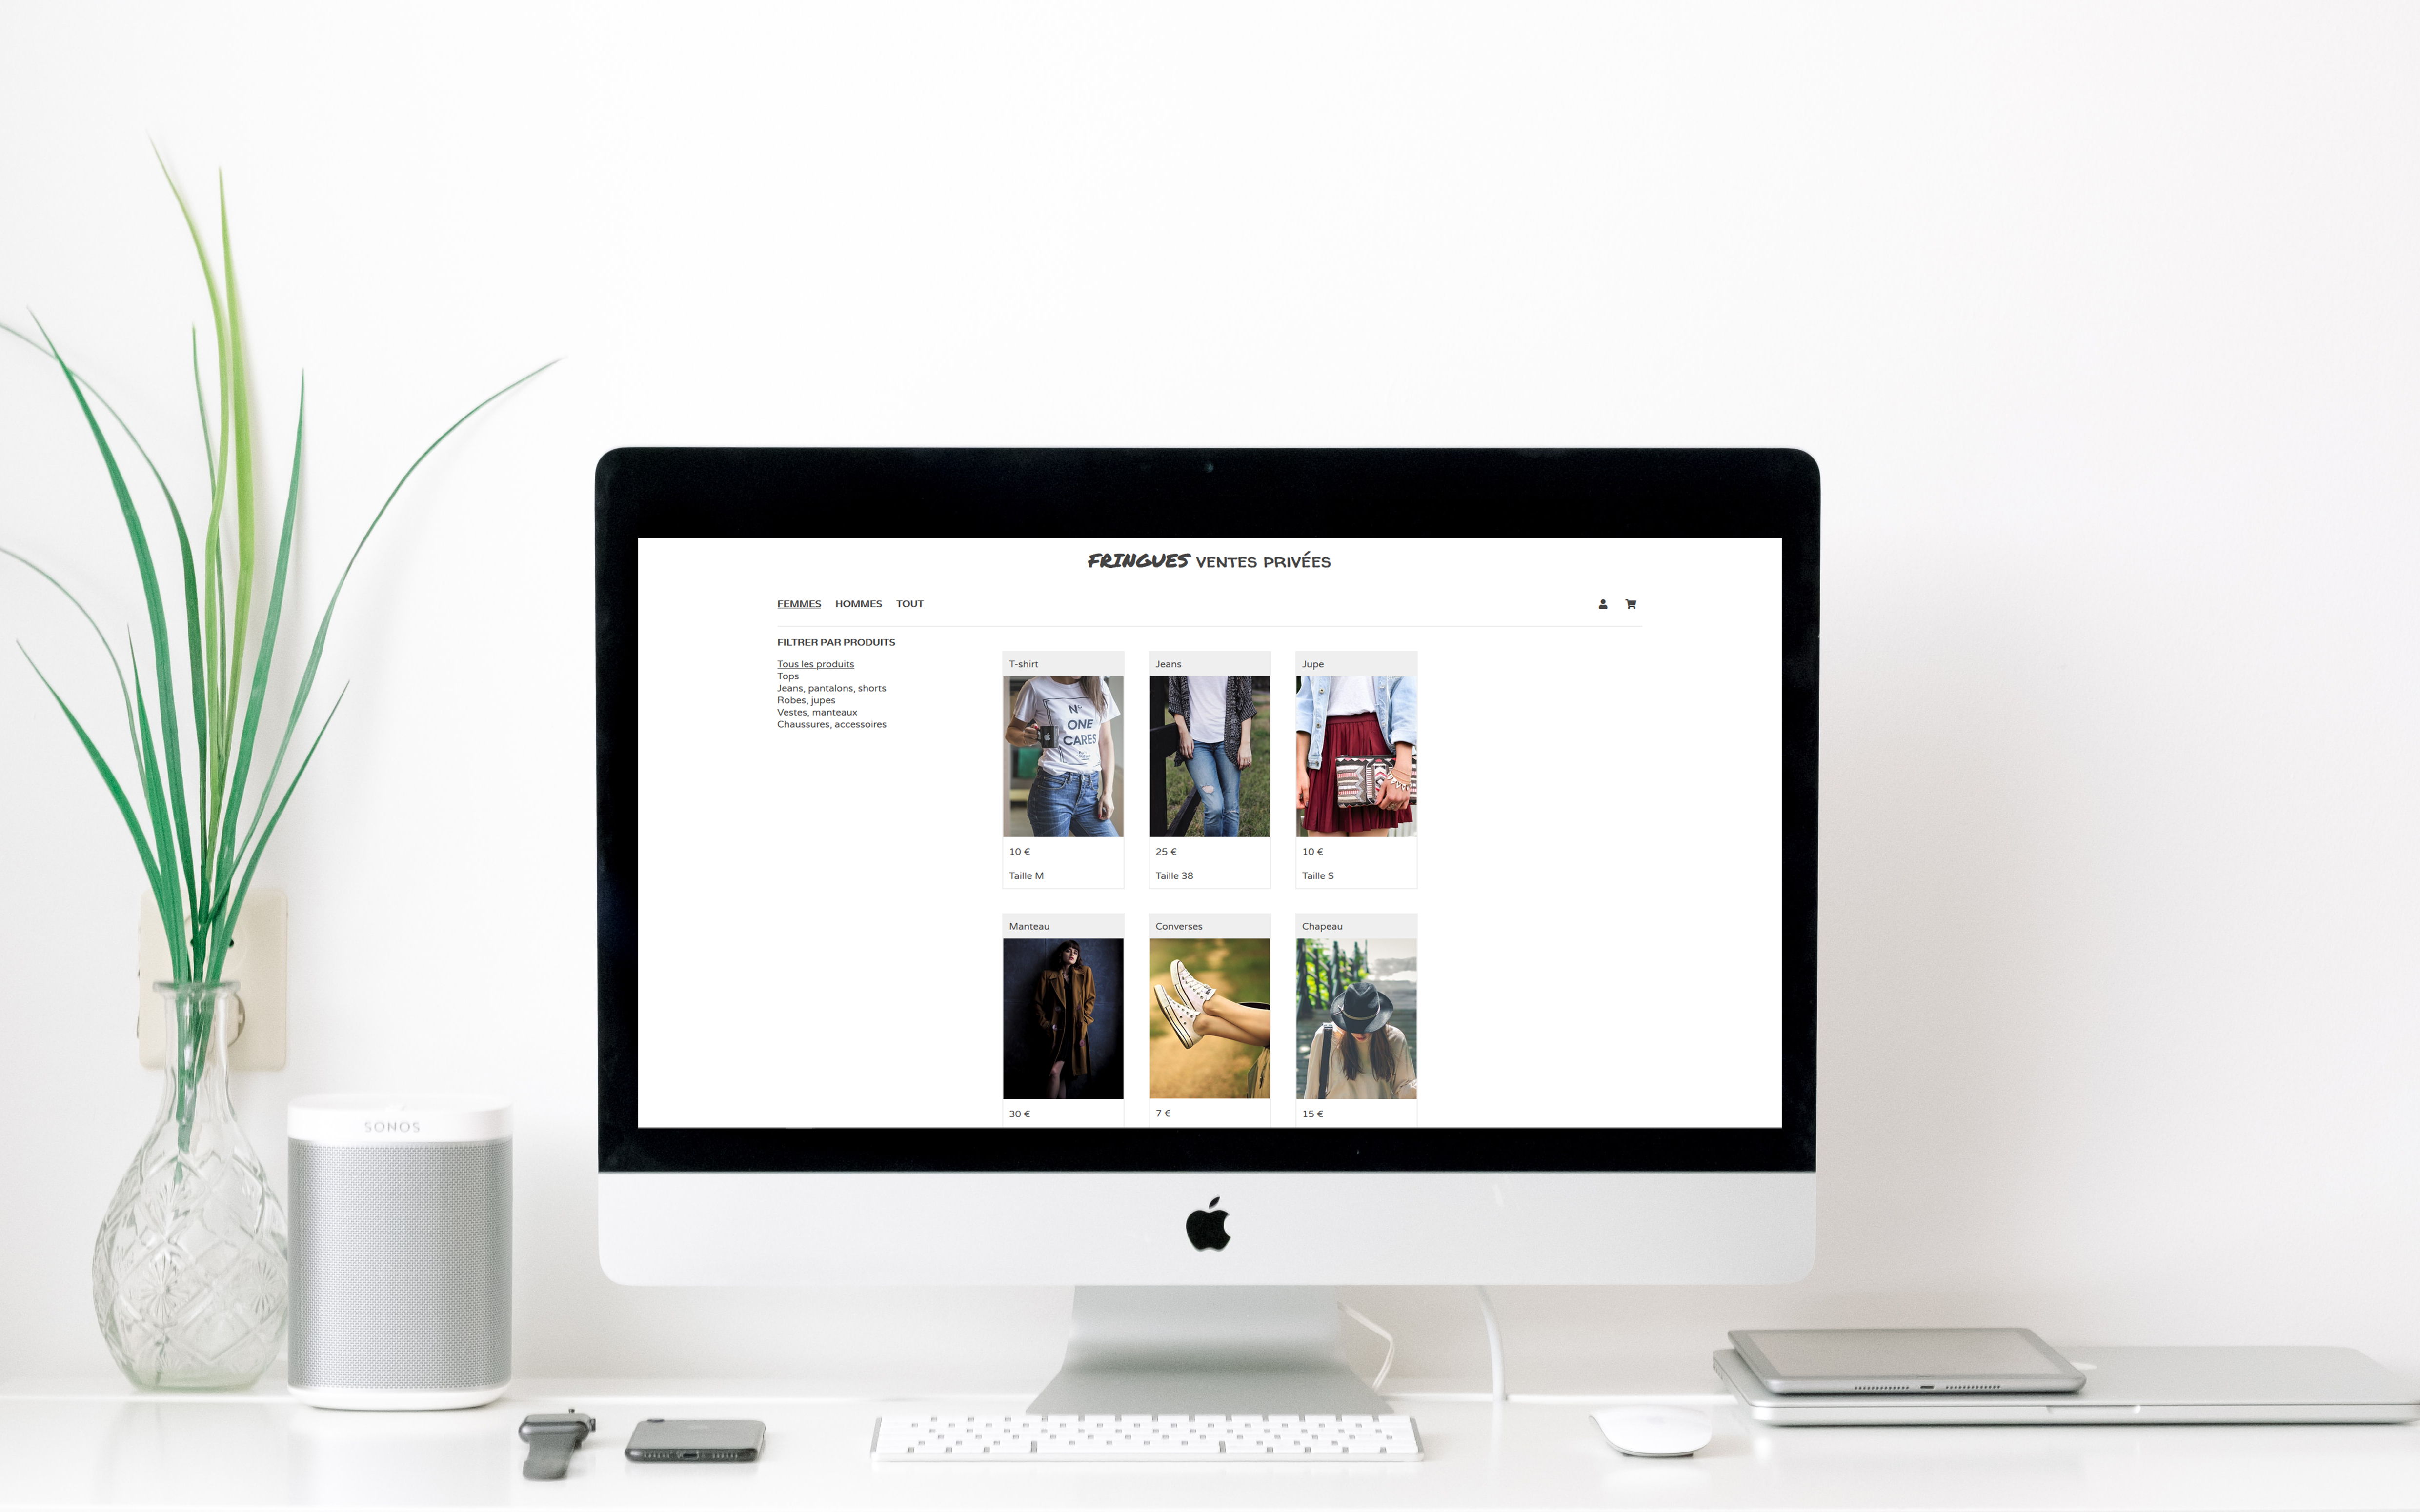 FRINGUES VENTES PRIVÉES
FEMMES HOMMES TOUT
FILTRER PAR PRODUITS
Tous les produits
Tops
Jeans, pantalons, shorts
Robes, jupes
Vestes, manteaux
Chaussures, accessoires
T-shirt Jeans Jupe
ONE
CARES
10 € 25 € 10 €
Taille M Taille 38 Taille S
Manteau Converses Chapeau
30 € 7 € 15 €
SONOS